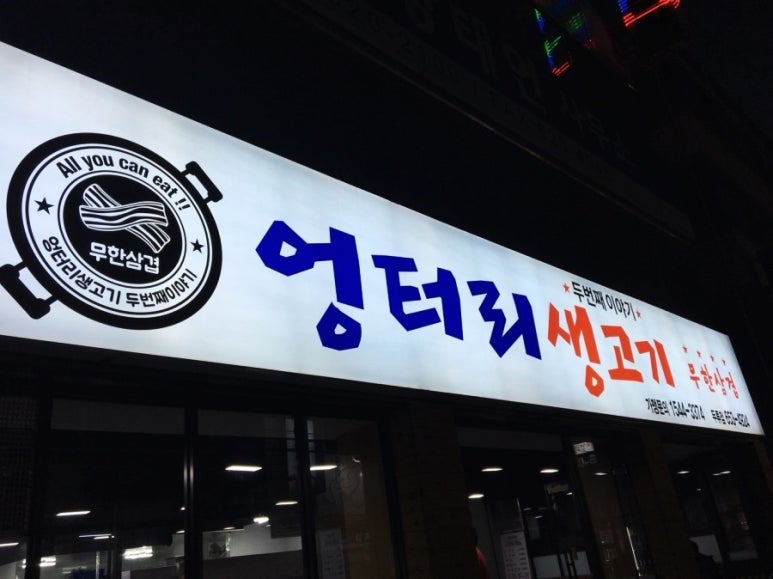 All you can eat !!
무한삼겹
엉터리생고기 두번째이야기
두번째 이야기
엉터리생고기 무한삼겹
가맹문의 1544-3374